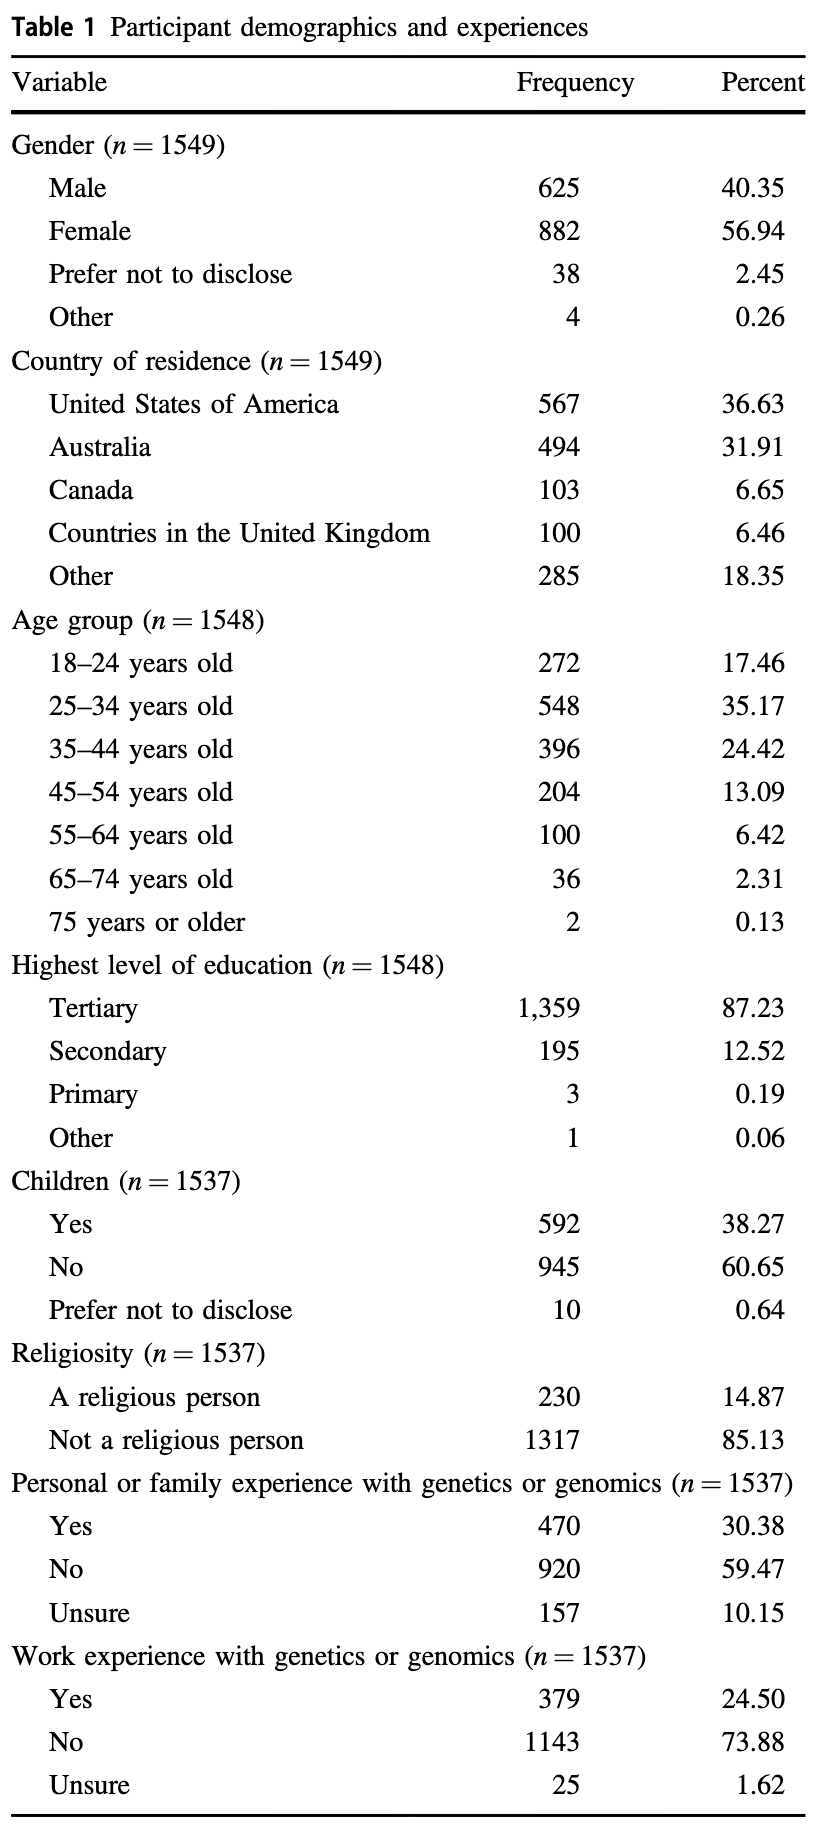 Table 1 Participant demographics and experiences
Variable Frequency Percent
Gender (n = 1549)
Male 625 40.35
Female 882 56.94
Prefer not to disclose 38 2.45
Other 4 0.26
Country of residence (n = 1549)
United States of America 567 36.63
Australia 494 31.91
Canada 103 6.65
Countries in the United Kingdom 100 6.46
Other 285 18.35
Age group (n = 1548)
18–24 years old 272 17.46
25–34 years old 548 35.17
35–44 years old 396 24.42
45–54 years old 204 13.09
55–64 years old 100 6.42
65–74 years old 36 2.31
75 years or older 2 0.13
Highest level of education (n = 1548)
Tertiary 1,359 87.23
Secondary 195 12.52
Primary 3 0.19
Other 1 0.06
Children (n = 1537)
Yes 592 38.27
No 945 60.65
Prefer not to disclose 10 0.64
Religiosity (n = 1537)
A religious person 230 14.87
Not a religious person 1317 85.13
Personal or family experience with genetics or genomics (n = 1537)
Yes 470 30.38
No 920 59.47
Unsure 157 10.15
Work experience with genetics or genomics (n = 1537)
Yes 379 24.50
No 1143 73.88
Unsure 25 1.62